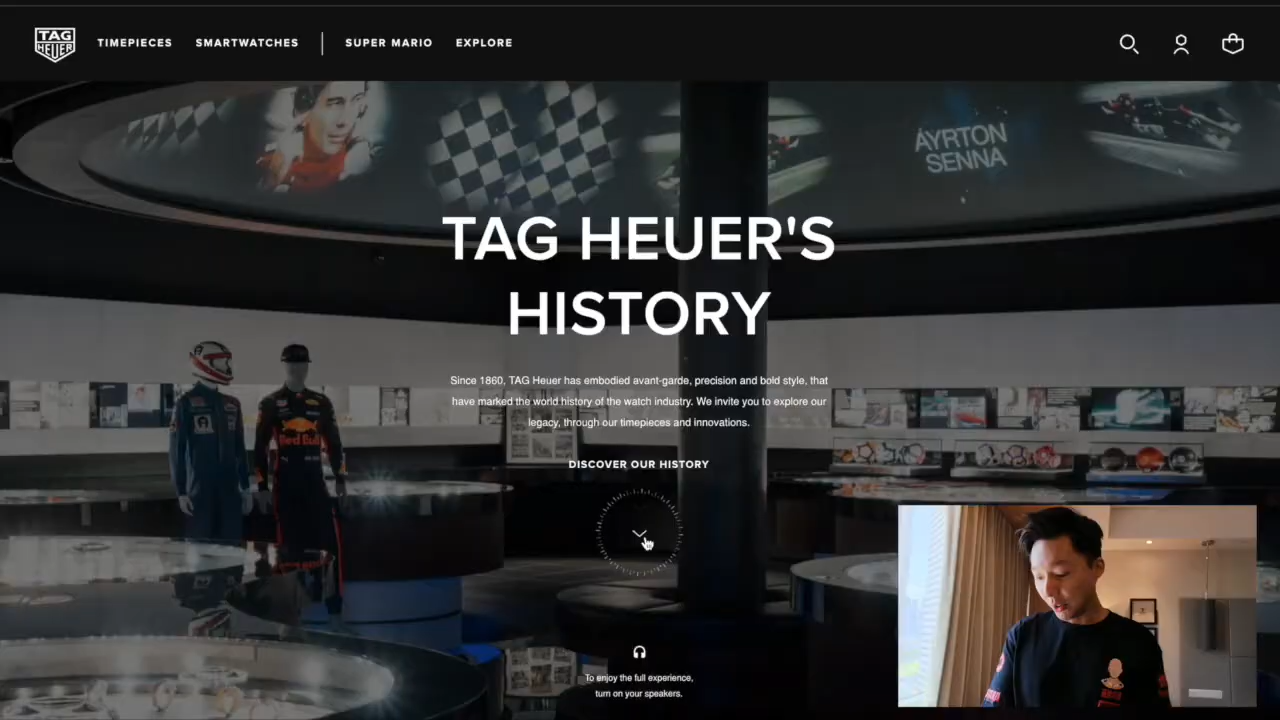 TAG
HEUER
TIMEPIECES
SMARTWATCHES
SUPER MARIO
EXPLORE
AYRTON
SENNA
TAG HEUER'S
HISTORY
Since 1860, TAG Heuer has embodied avant-garde, precision and bold style, that
have marked the world history of the watch industry. We invite you to explore our
legacy, through our timepieces and innovations.
DISCOVER OUR HISTORY
Red Bull
To enjoy the full experience,
turn on your speakers.